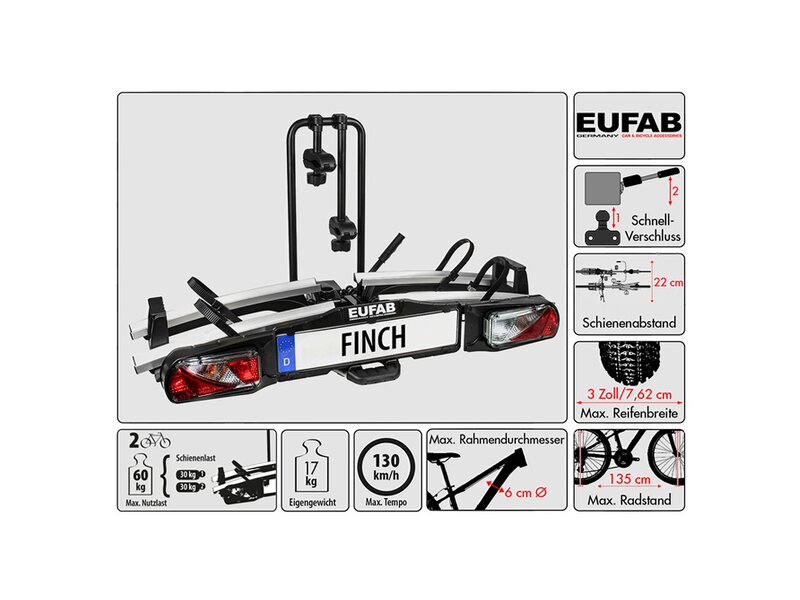 EUFAB
GERMANY CAR & BICYCLE ACCESSORIES
2
1
Schnell-
Verschluss
22 cm
Schienenabstand
3 Zoll/7,62 cm
Max. Reifenbreite
135 cm
Max. Radstand
EUFAB
D
FINCH
2
60
kg
Max. Nutzlast
Schienenlast
30 kg 1
30 kg 2
17
kg
Eigengewicht
130
km/h
Max. Tempo
Max. Rahmendurchmesser
6 cm Ø